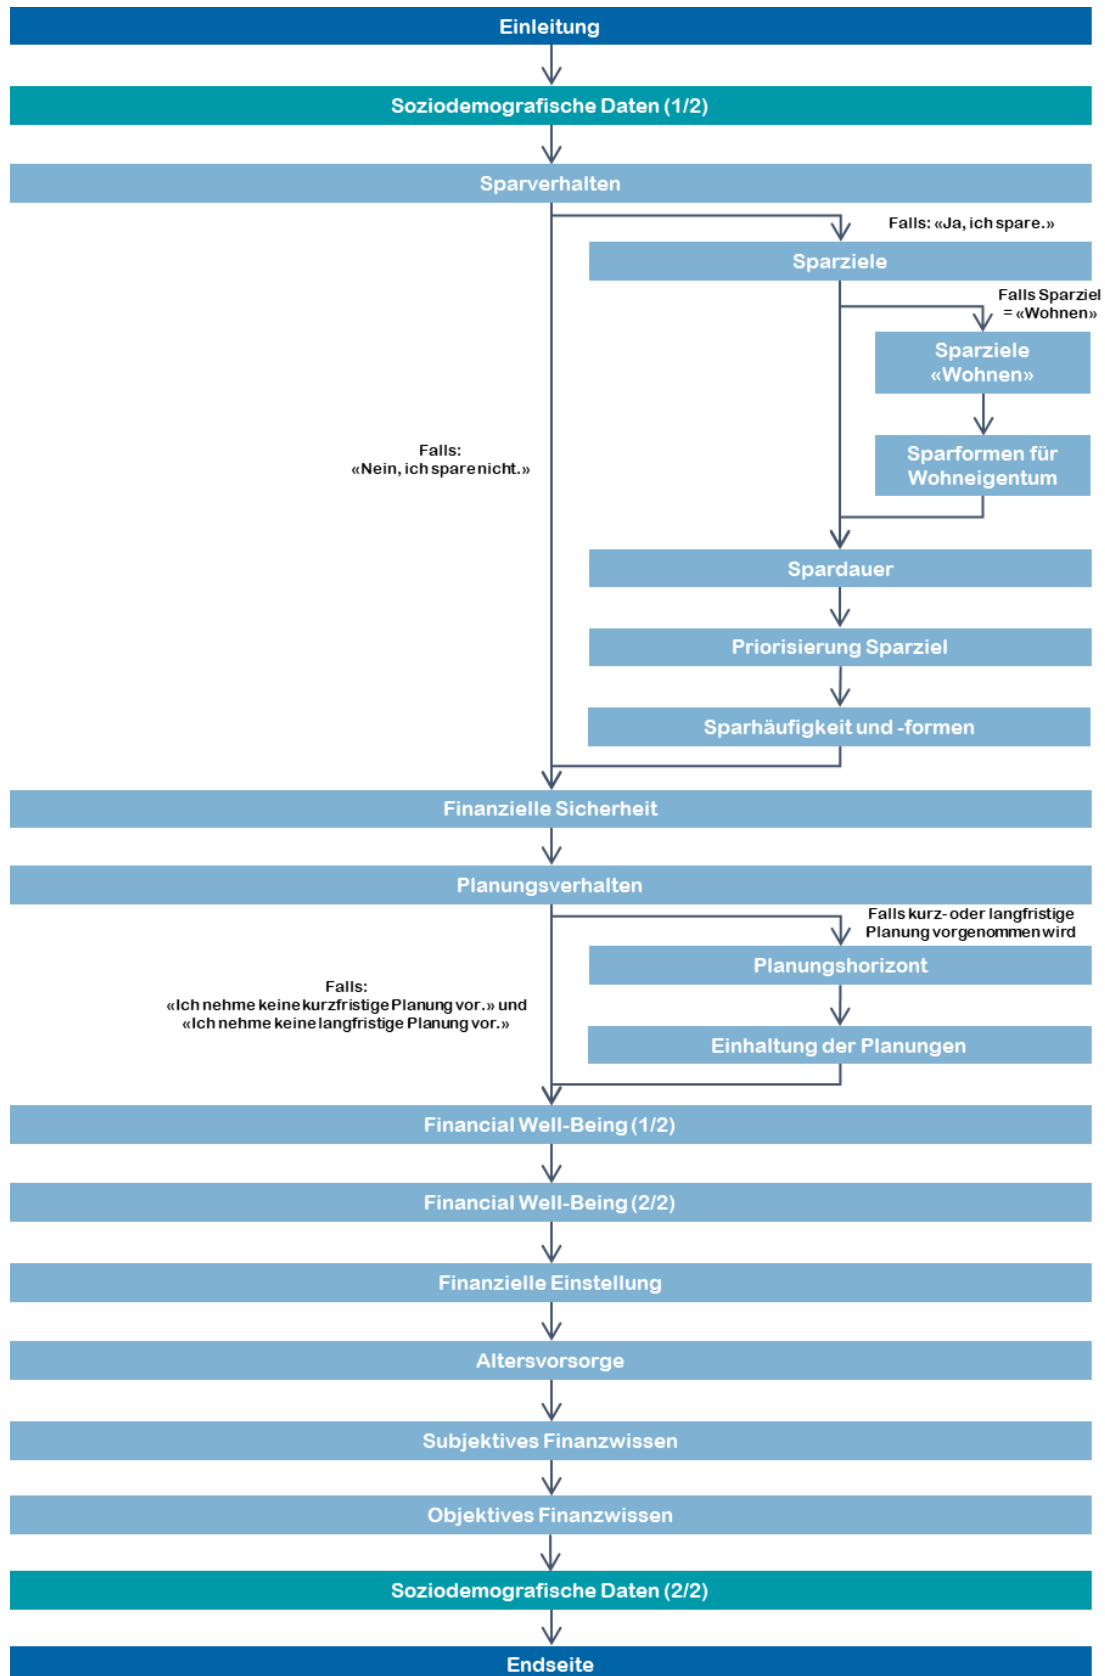 Einleitung
Soziodemografische Daten (1/2)
Sparverhalten
Falls: «Ja, ich spare.»
Sparziele
Falls Sparziel
= «Wohnen»
Sparziele
«Wohnen»
Falls:
«Nein, ich spare nicht.»
Sparformen für
Wohneigentum
Spardauer
Priorisierung Sparziel
Sparhäufigkeit und -formen
Finanzielle Sicherheit
Planungsverhalten
Falls kurz- oder langfristige
Planung vorgenommen wird
Planungshorizont
Falls:
«Ich nehme keine kurzfristige Planung vor.» und
«Ich nehme keine langfristige Planung vor.»
Einhaltung der Planungen
Financial Well-Being (1/2)
Financial Well-Being (2/2)
Finanzielle Einstellung
Altersvorsorge
Subjektives Finanzwissen
Objektives Finanzwissen
Soziodemografische Daten (2/2)
Endseite